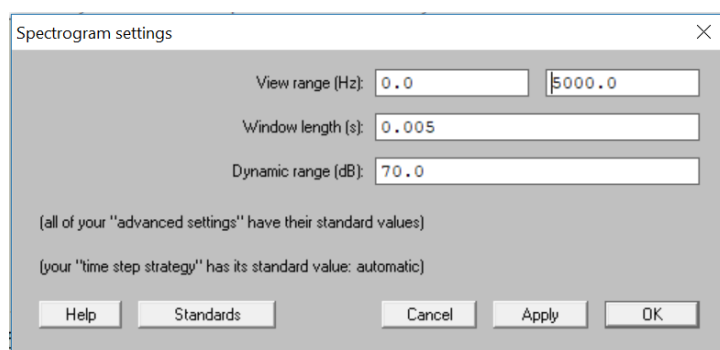 Spectrogram settings
View range (Hz): 0.0 5000.0
Window length (s): 0.005
Dynamic range (dB): 70.0
(all of your "advanced settings" have their standard values)
(your "time step strategy" has its standard value: automatic)
Help Standards Cancel Apply OK